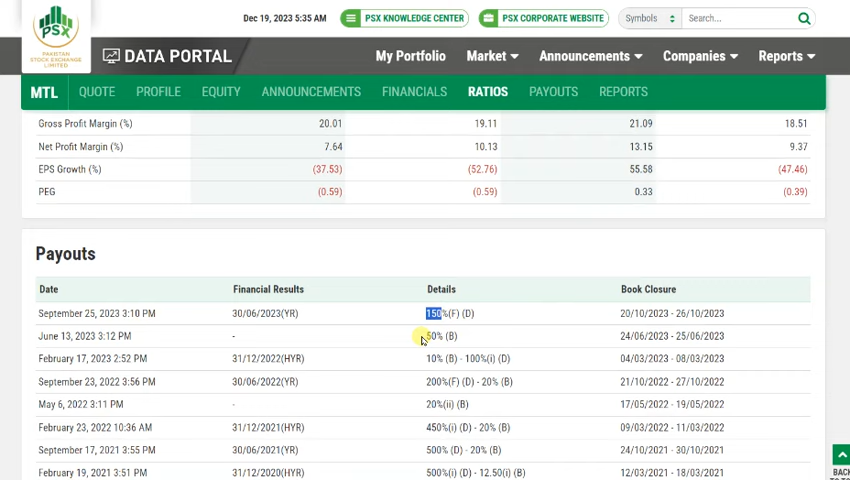 Dec 19, 2023 5:35 AM
PSX KNOWLEDGE CENTER
PSX CORPORATE WEBSITE
Symbols
Search...
PSX
PAKISTAN
STOCK EXCHANGE
LIMITED
DATA PORTAL
My Portfolio Market Announcements Companies Reports
MTL QUOTE PROFILE EQUITY ANNOUNCEMENTS FINANCIALS RATIOS PAYOUTS REPORTS
Gross Profit Margin (%) 20.01 19.11 21.09 18.51
Net Profit Margin (%) 7.64 10.13 13.15 9.37
EPS Growth (%) (37.53) (52.76) 55.58 (47.46)
PEG (0.59) (0.59) 0.33 (0.39)
Payouts
Date Financial Results Details Book Closure
September 25, 2023 3:10 PM 30/06/2023(YR) 150%(F) (D) 20/10/2023 - 26/10/2023
June 13, 2023 3:12 PM - 50% (B) 24/06/2023 - 25/06/2023
February 17, 2023 2:52 PM 31/12/2022(HYR) 10% (B) - 100%(i) (D) 04/03/2023 - 08/03/2023
September 23, 2022 3:56 PM 30/06/2022(YR) 200%(F) (D) - 20% (B) 21/10/2022 - 27/10/2022
May 6, 2022 3:11 PM - 20%(ii) (B) 17/05/2022 - 19/05/2022
February 23, 2022 10:36 AM 31/12/2021(HYR) 450%(i) (D) - 20% (B) 09/03/2022 - 11/03/2022
September 17, 2021 3:55 PM 30/06/2021(YR) 500% (D) - 20% (B) 24/10/2021 - 30/10/2021
February 19, 2021 3:51 PM 31/12/2020(HYR) 500%(i) (D) - 12.50(i) (B) 12/03/2021 - 18/03/2021
BACK